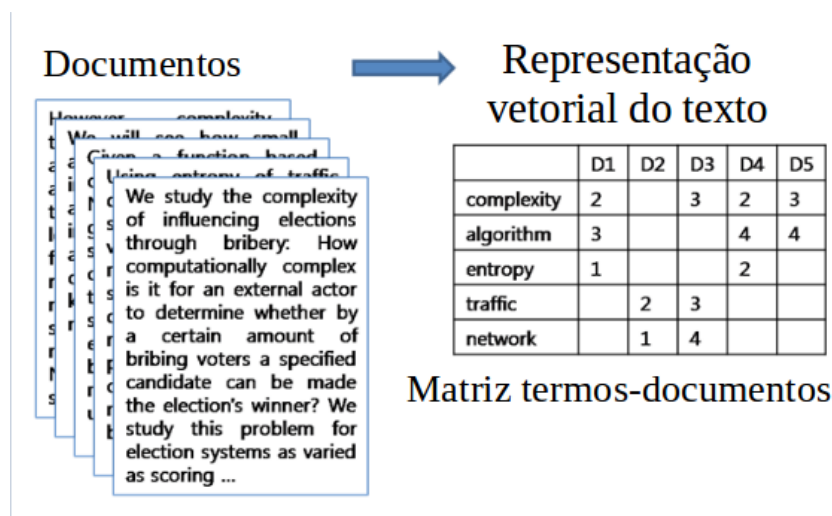 Documentos
Representação
vetorial do texto
However, complexity
We will see how small
Given a function based
Using entropy of traffic
We study the complexity
of influencing elections
through bribery: How
computationally complex
is it for an external actor
to determine whether by
a certain amount of
bribing voters a specified
candidate can be made
the election's winner? We
study this problem for
election systems as varied
as scoring ...
D1 D2 D3 D4 D5
complexity 2 3 2 3
algorithm 3 4 4
entropy 1 2
traffic 2 3
network 1 4
Matriz termos-documentos